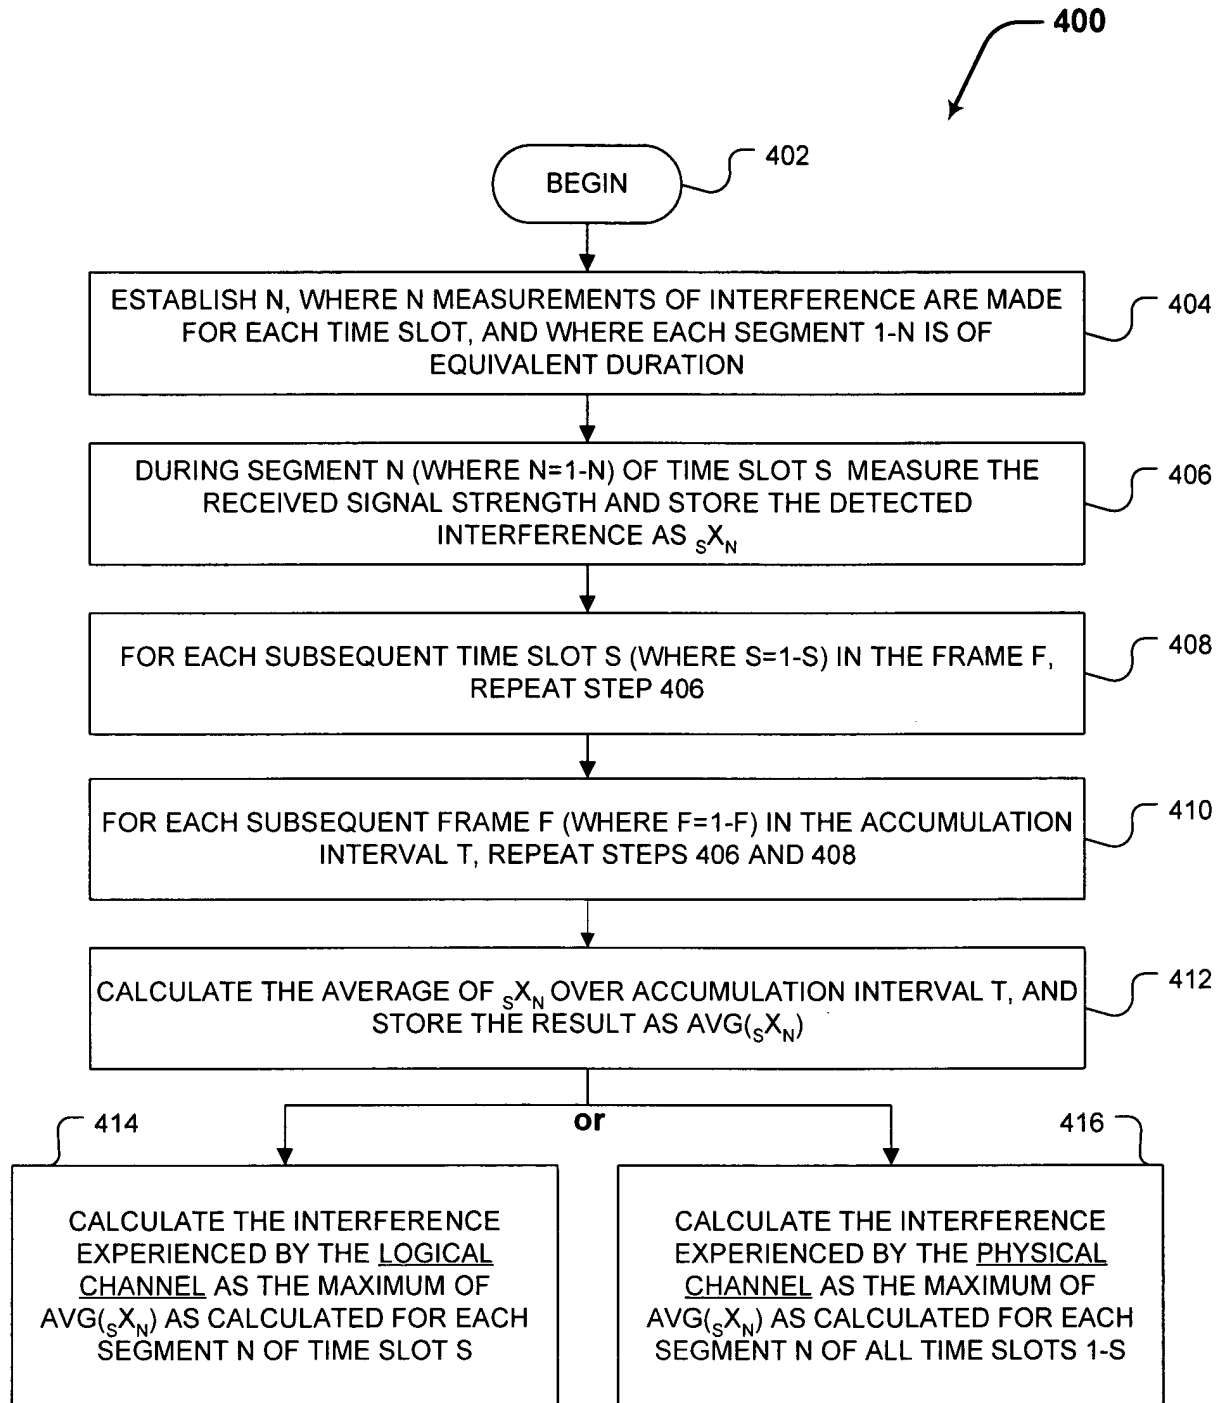 400
BEGIN
402
ESTABLISH N, WHERE N MEASUREMENTS OF INTERFERENCE ARE MADE
FOR EACH TIME SLOT, AND WHERE EACH SEGMENT 1-N IS OF
EQUIVALENT DURATION
404
DURING SEGMENT N (WHERE N=1-N) OF TIME SLOT S MEASURE THE
RECEIVED SIGNAL STRENGTH AND STORE THE DETECTED
INTERFERENCE AS SXN
406
FOR EACH SUBSEQUENT TIME SLOT S (WHERE S=1-S) IN THE FRAME F,
REPEAT STEP 406
408
FOR EACH SUBSEQUENT FRAME F (WHERE F=1-F) IN THE ACCUMULATION
INTERVAL T, REPEAT STEPS 406 AND 408
410
CALCULATE THE AVERAGE OF SXN OVER ACCUMULATION INTERVAL T, AND
STORE THE RESULT AS AVG(SXN)
412
or
414
CALCULATE THE INTERFERENCE
EXPERIENCED BY THE LOGICAL
CHANNEL AS THE MAXIMUM OF
AVG(SXN) AS CALCULATED FOR EACH
SEGMENT N OF TIME SLOT S
416
CALCULATE THE INTERFERENCE
EXPERIENCED BY THE PHYSICAL
CHANNEL AS THE MAXIMUM OF
AVG(SXN) AS CALCULATED FOR EACH
SEGMENT N OF ALL TIME SLOTS 1-S